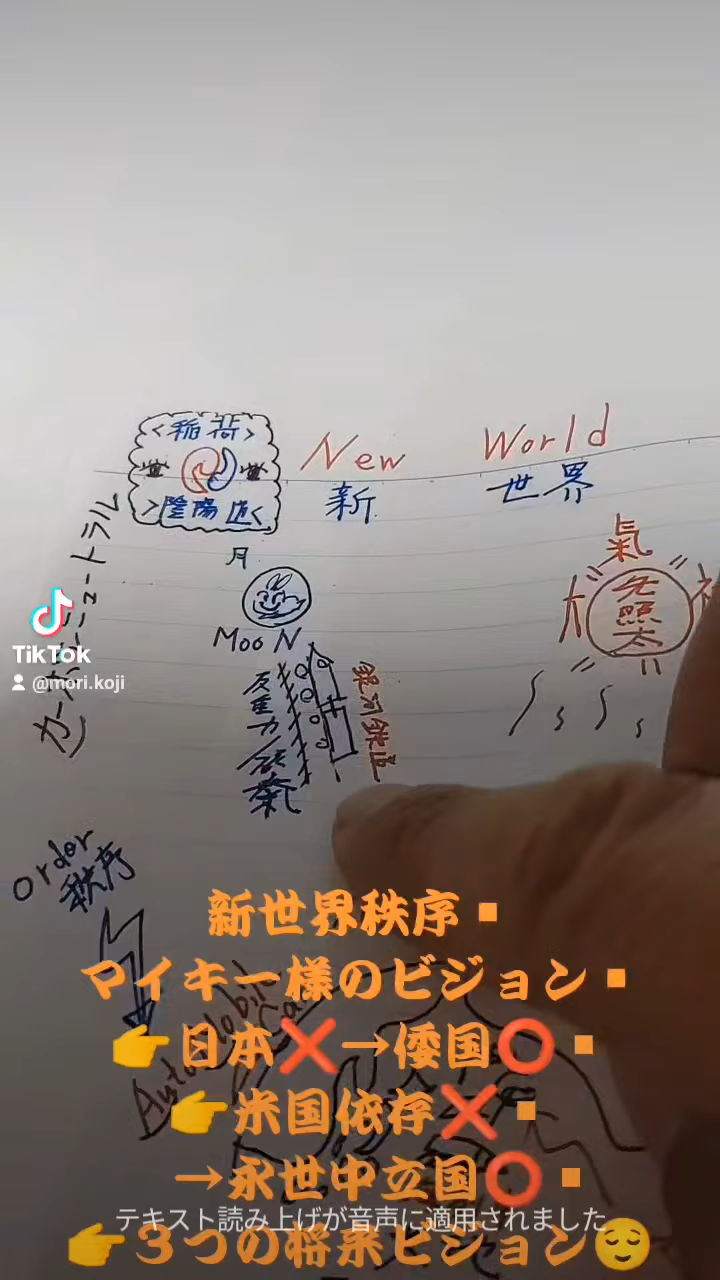 <稲荷>
>陰陽道<
New World
新 世界
カーボンニュートラル
月
MooN
反重力
銀河鉄道
氣
Order
秩序
TikTok
@mori.koji
新世界秩序▪
マイキー様のビジョン▪
👉日本❌→倭国⭕▪
👉米国依存❌▪
→永世中立国⭕▪
テキスト読み上げが音声に適用されました
👉3つの将来ビジョン😌